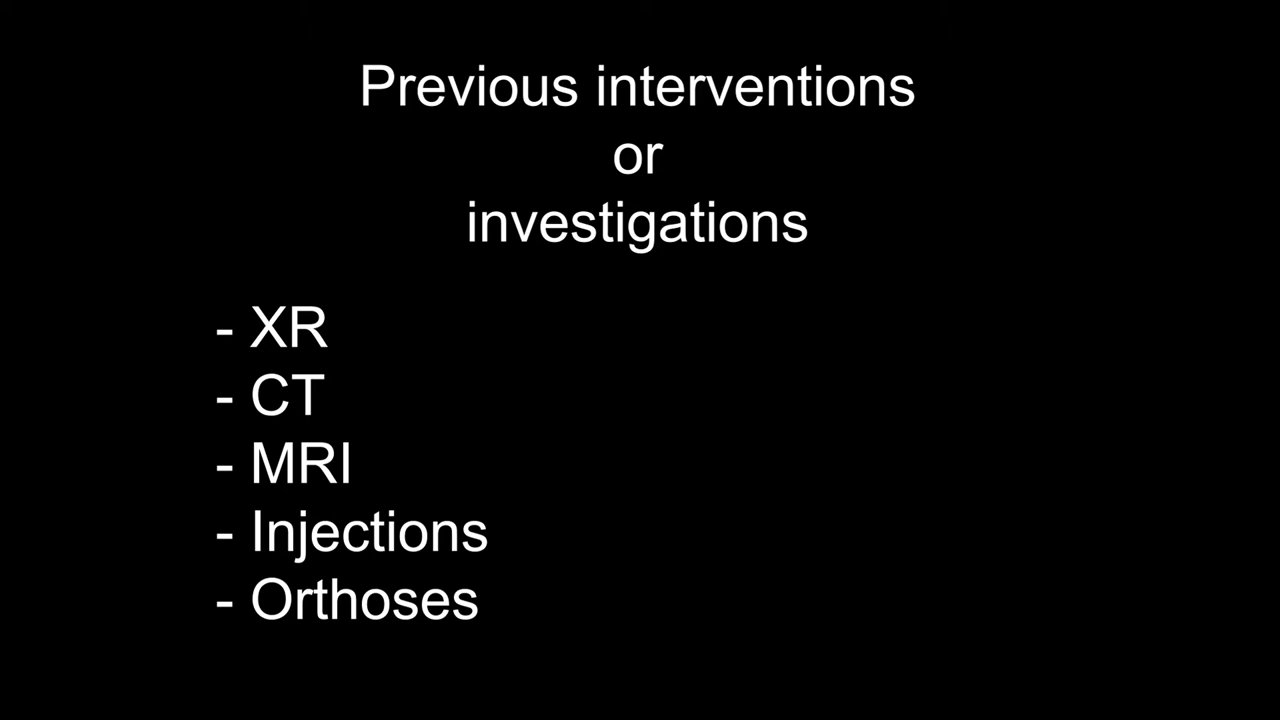 Previous interventions
or
investigations
- XR
- CT
- MRI
- Injections
- Orthoses